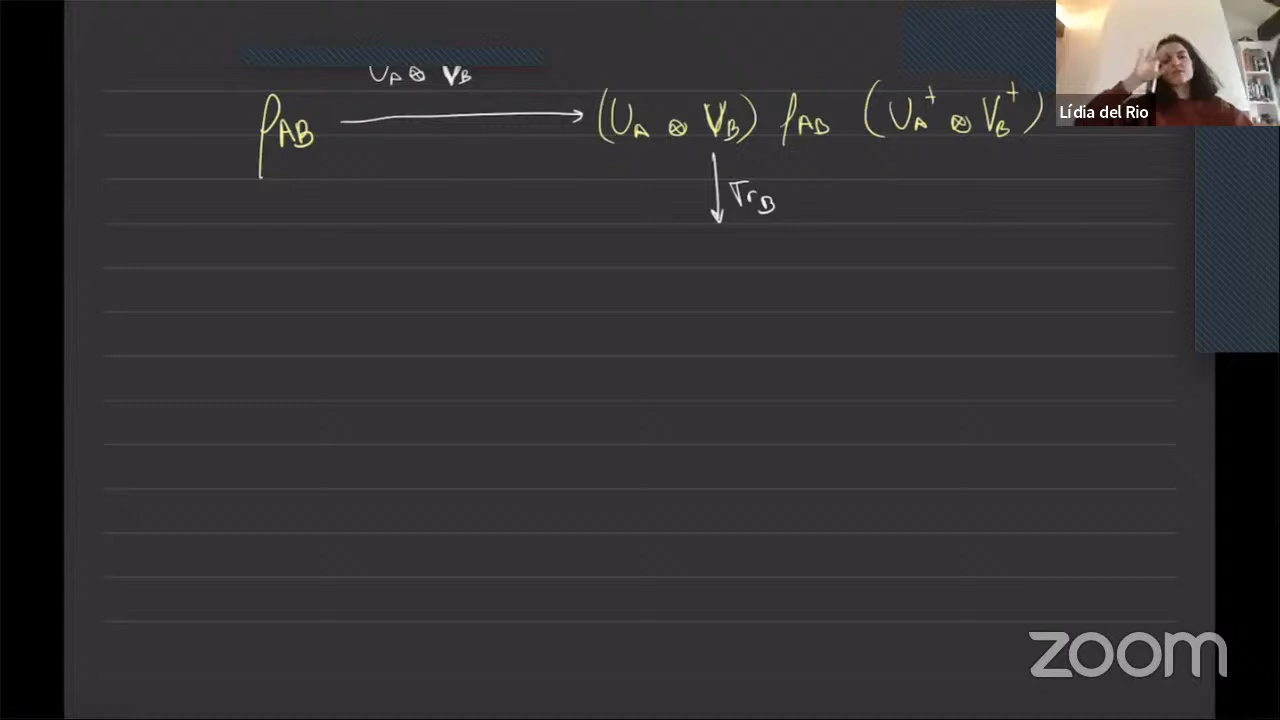 U_A ⊗ V_B
ρ_AB ⟶ (U_A ⊗ V_B) ρ_AB (U_A^† ⊗ V_B^†)
↓ Tr_B
Lídia del Rio
zoom